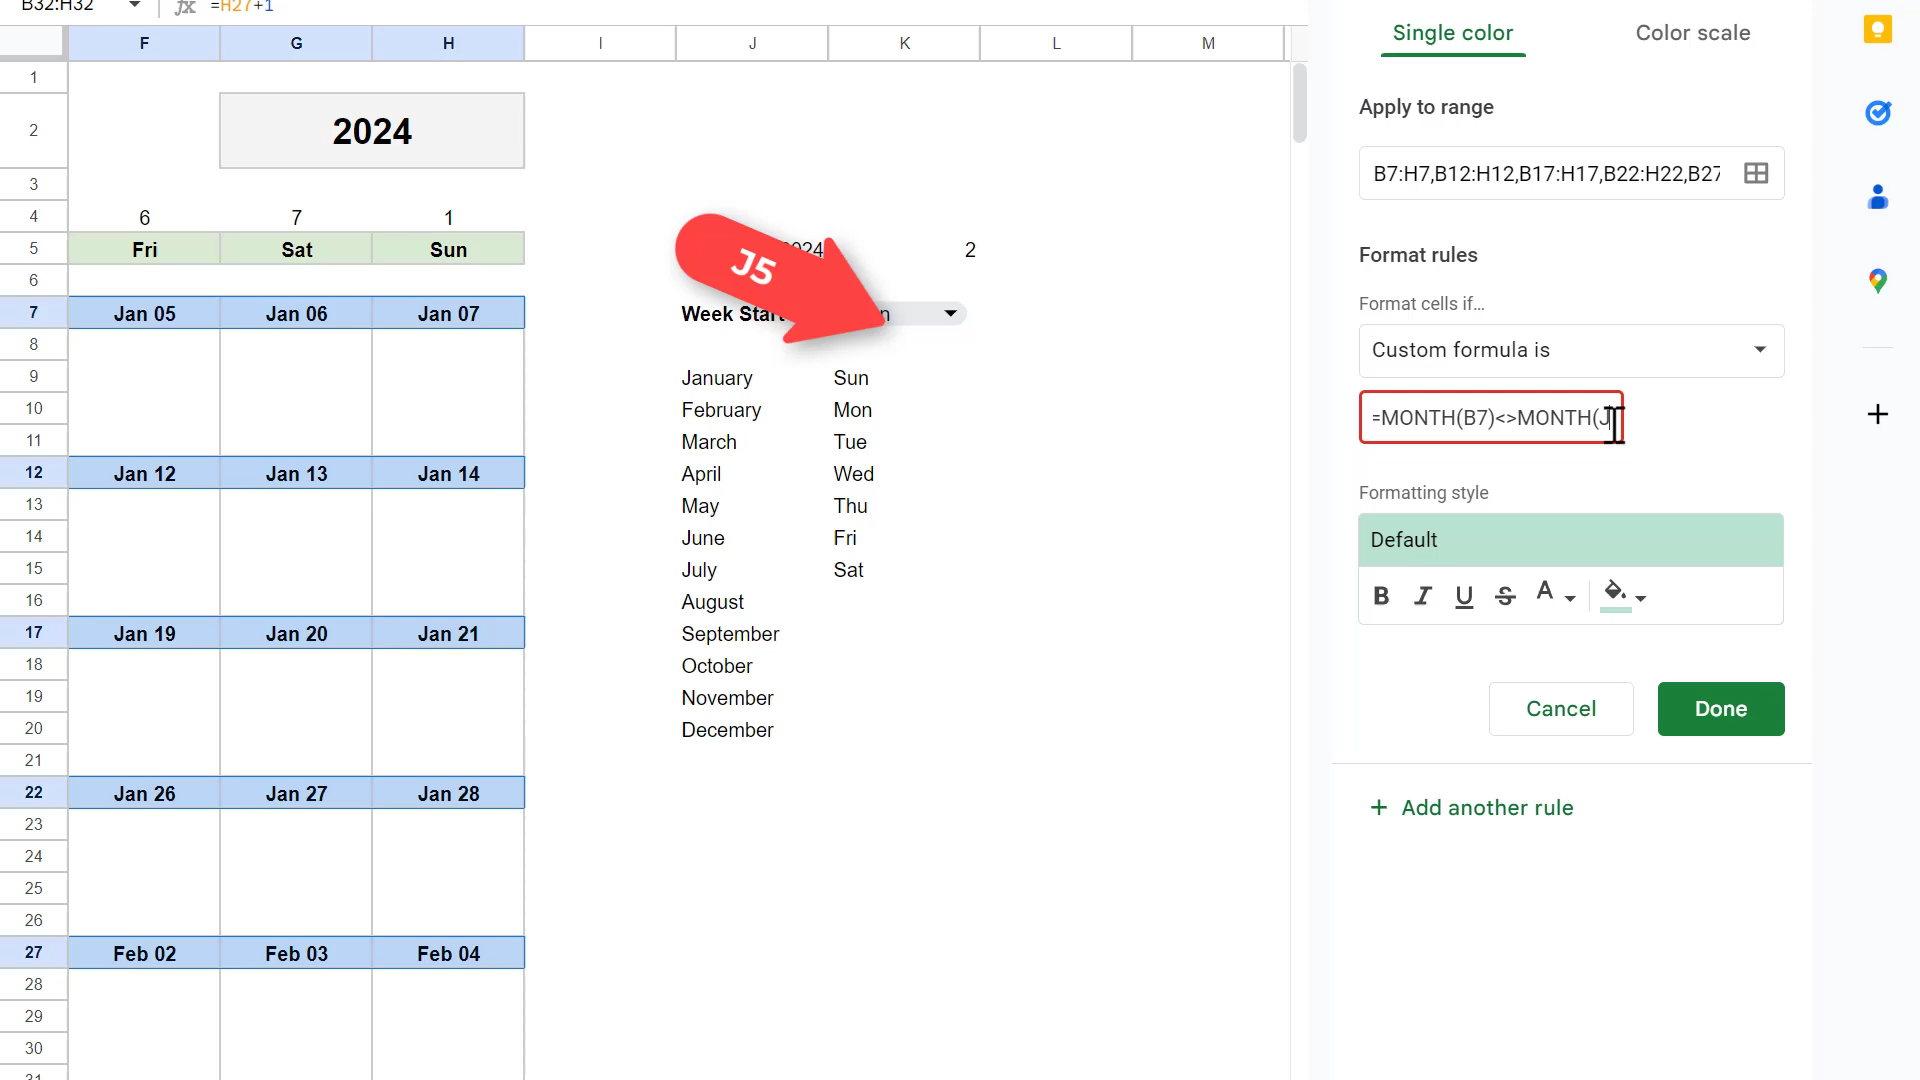 B32:H32 fx =H27+1
F G H I J K L M
1
2 2024
3
4 6 7 1
5 Fri Sat Sun 2
J5
6
7 Jan 05 Jan 06 Jan 07 Week Start
8
9 January Sun
10 February Mon
11 March Tue
12 Jan 12 Jan 13 Jan 14 April Wed
13 May Thu
14 June Fri
15 July Sat
16 August
17 Jan 19 Jan 20 Jan 21 September
18 October
19 November
20 December
21
22 Jan 26 Jan 27 Jan 28
23
24
25
26
27 Feb 02 Feb 03 Feb 04
28
29
30
31
Single color Color scale
Apply to range
B7:H7,B12:H12,B17:H17,B22:H22,B27
Format rules
Format cells if…
Custom formula is
=MONTH(B7)<>MONTH(J
Formatting style
Default
B I U S A
Cancel Done
+ Add another rule